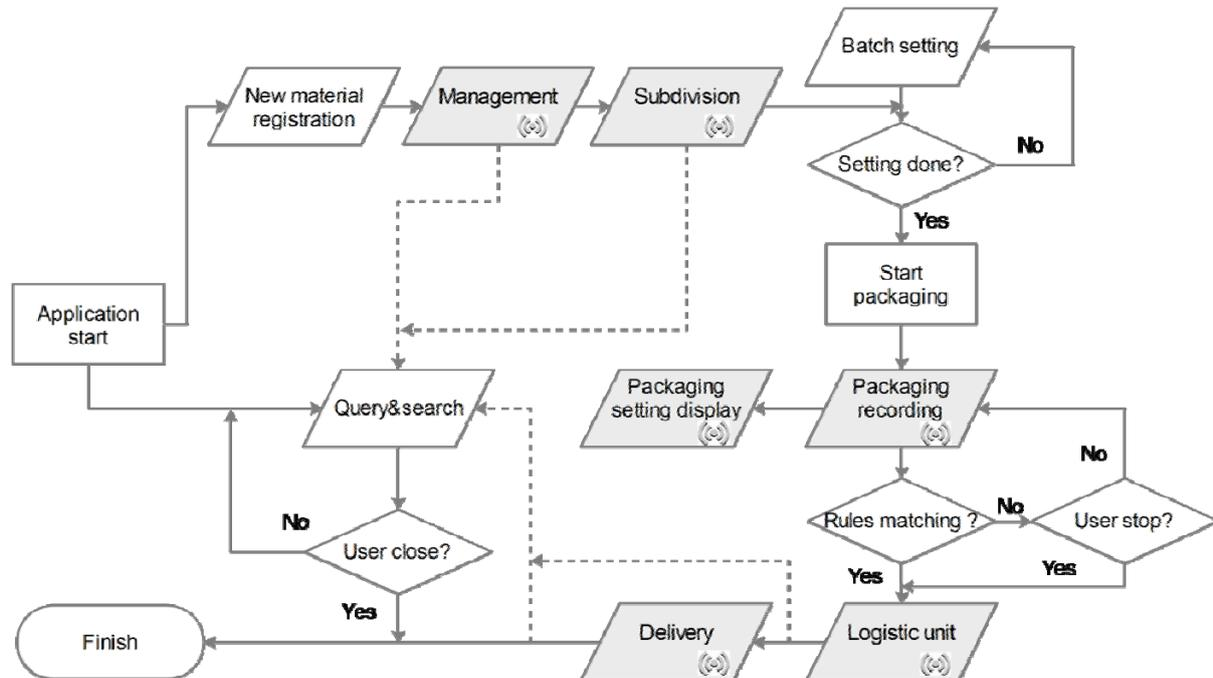 Batch setting
New material
registration
Management
Subdivision
Setting done?
No
Yes
Application
start
Start
packaging
Query&search
Packaging
setting display
Packaging
recording
No
No
User close?
Rules matching ?
No
User stop?
Yes
Yes
Yes
Finish
Delivery
Logistic unit